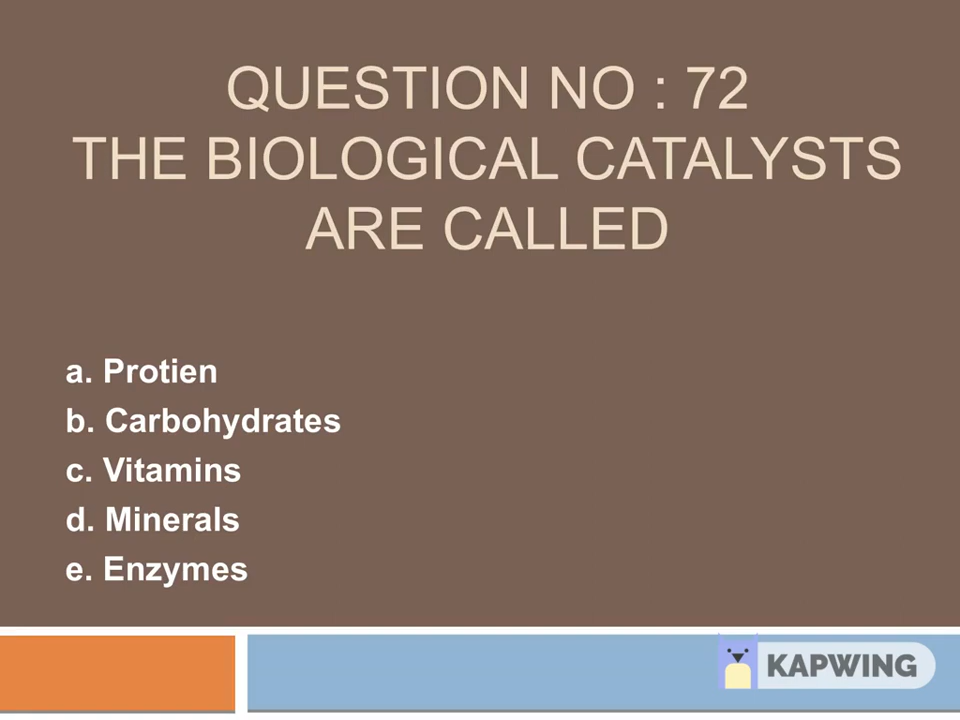 QUESTION NO : 72
THE BIOLOGICAL CATALYSTS
ARE CALLED
a. Protien
b. Carbohydrates
c. Vitamins
d. Minerals
e. Enzymes
KAPWING